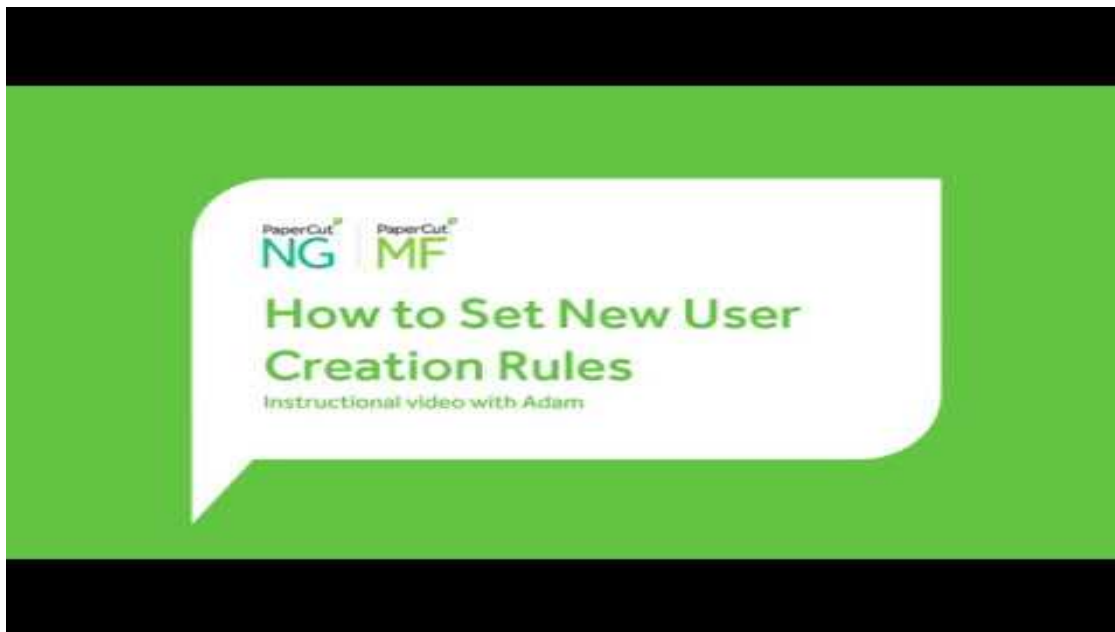 PaperCut PaperCut
NG MF
How to Set New User
Creation Rules
Instructional video with Adam